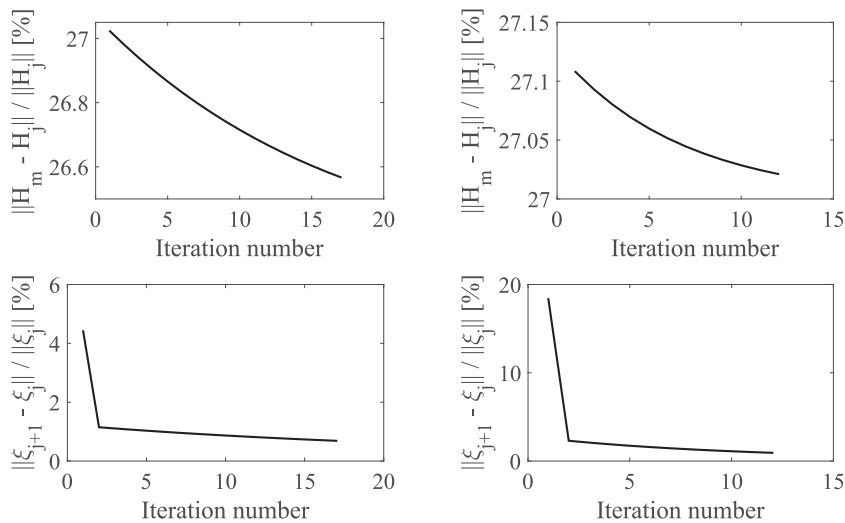 ||H_m - H_j|| / ||H_j|| [%]
27
26.8
26.6
0 5 10 15 20
Iteration number
||H_m - H_j|| / ||H_j|| [%]
27.15
27.1
27.05
27
0 5 10 15
Iteration number
||ξ_{j+1} - ξ_j|| / ||ξ_j|| [%]
6
4
2
0
0 5 10 15 20
Iteration number
||ξ_{j+1} - ξ_j|| / ||ξ_j|| [%]
20
10
0
0 5 10 15
Iteration number